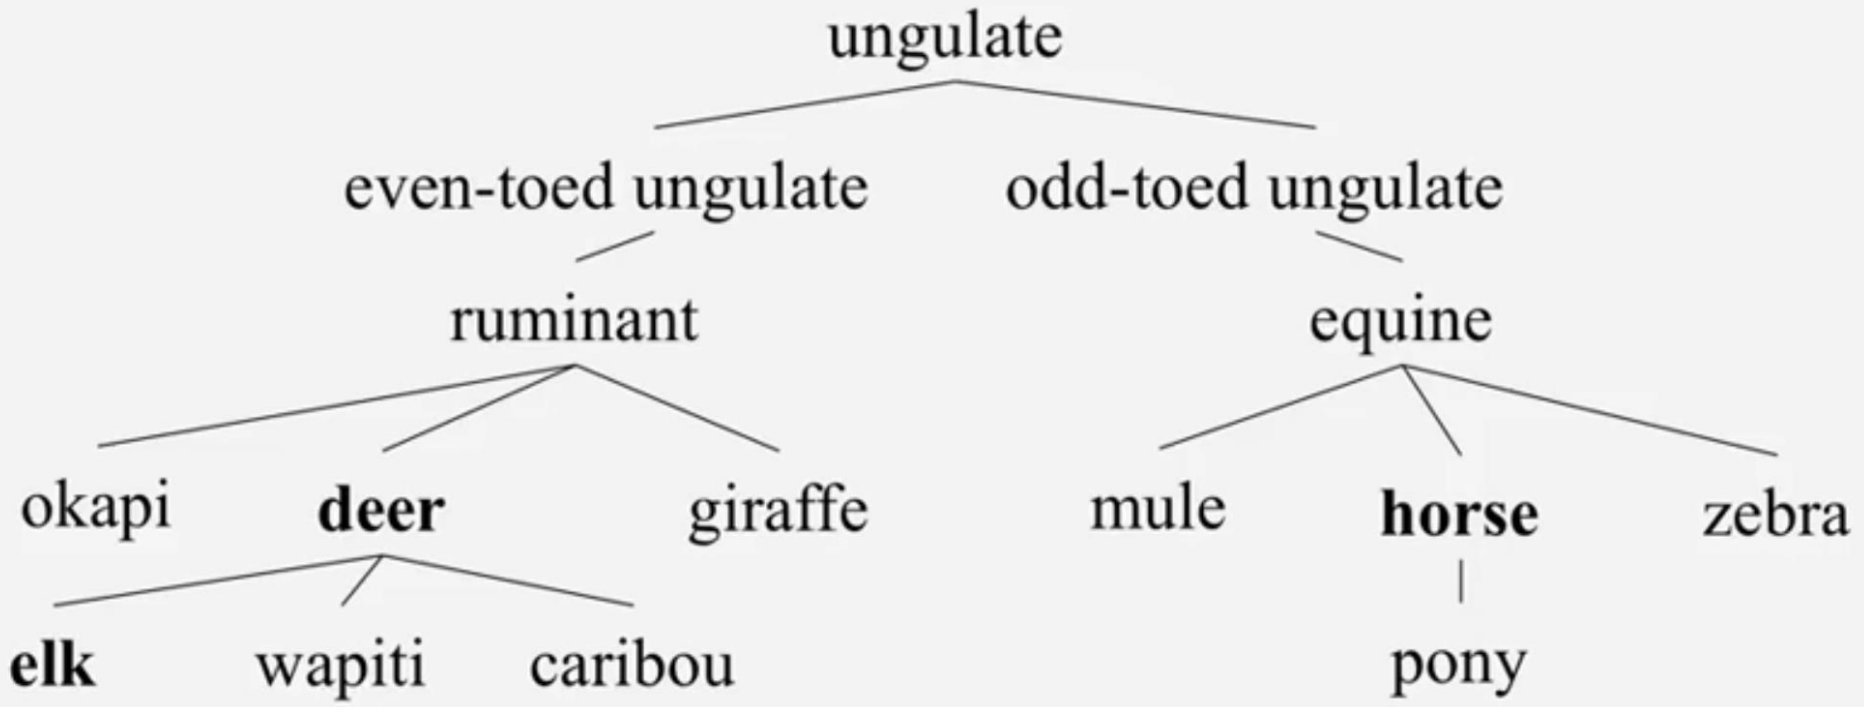 ungulate
even-toed ungulate odd-toed ungulate
ruminant equine
okapi deer giraffe mule horse zebra
elk wapiti caribou pony